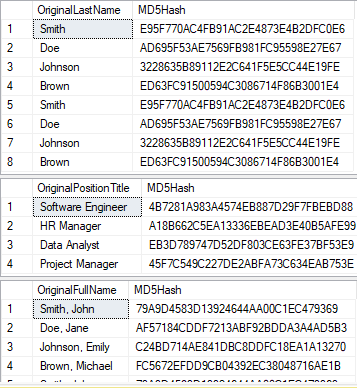 OriginalLastName MD5Hash
1 Smith E95F770AC4FB91AC2E4873E4B2DFC0E6
2 Doe AD695F53AE7569FB981FC95598E27E67
3 Johnson 3228635B89112E2C641F5E5CC44E19FE
4 Brown ED63FC91500594C3086714F86B3001E4
5 Smith E95F770AC4FB91AC2E4873E4B2DFC0E6
6 Doe AD695F53AE7569FB981FC95598E27E67
7 Johnson 3228635B89112E2C641F5E5CC44E19FE
8 Brown ED63FC91500594C3086714F86B3001E4
OriginalPositionTitle MD5Hash
1 Software Engineer 4B7281A983A4574EB887D29F7FBEBD88
2 HR Manager A18B662C5EA13336EBEAD3E40B5AFE99
3 Data Analyst EB3D789747D52DF803CE63FE37BF53E9
4 Project Manager 45F7C549C227DE2ABFA73C634EAB753E
OriginalFullName MD5Hash
1 Smith, John 79A9D4583D13924644AA00C1EC479369
2 Doe, Jane AF57184CDDF7213ABF92BDDA3A4AD5B3
3 Johnson, Emily C24BD714AE841DBC8DDFC18EA1A13270
4 Brown, Michael FC5672EFDD9CB04392EC38048716AE1B